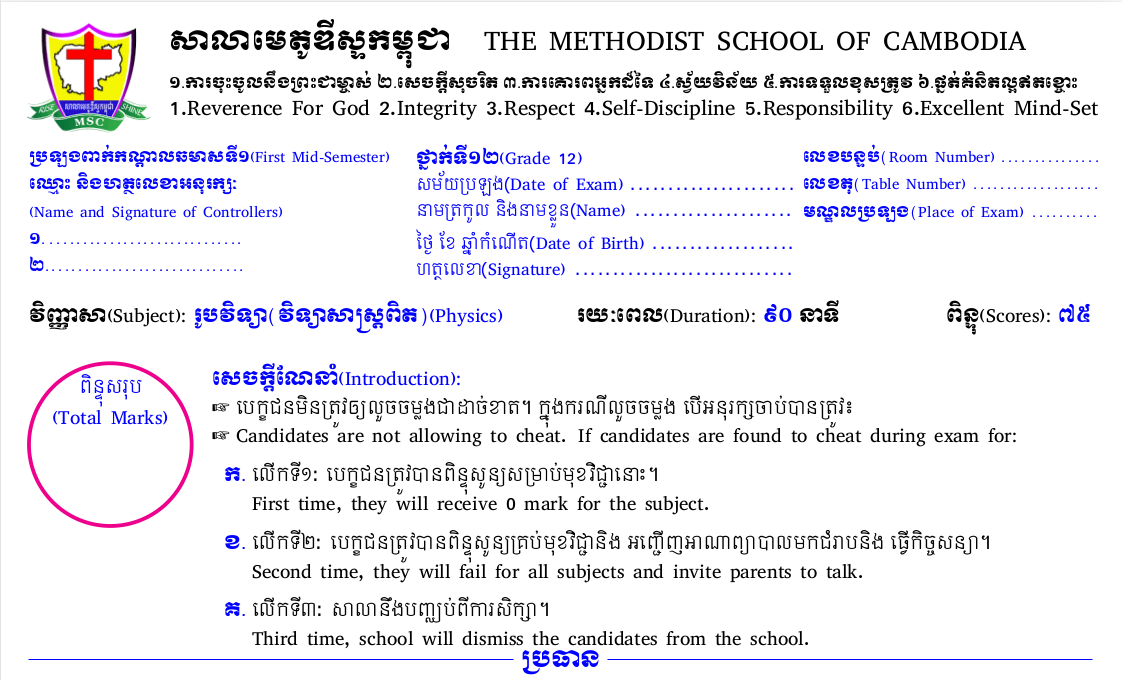 សាលាមេតូឌីស្ទកម្ពុជា THE METHODIST SCHOOL OF CAMBODIA
១.ការចុះចូលនឹងព្រះជាម្ចាស់ ២.សេចក្តីសុចរិត ៣.ការគោរពអ្នកដ៏ទៃ ៤.ស្វ័យវិន័យ ៥.ការទទួលខុសត្រូវ ៦.ផ្នត់គំនិតល្អឥតខ្ចោះ
1.Reverence For God 2.Integrity 3.Respect 4.Self-Discipline 5.Responsibility 6.Excellent Mind-Set
RISE SHINE
សាលាមេតូឌីស្ទកម្ពុជា
MSC
ប្រឡងពាក់កណ្តាលឆមាសទី១(First Mid-Semester)
ឈ្មោះ និងហត្ថលេខាអនុរក្ស:
(Name and Signature of Controllers)
១.............................
២.............................
ថ្នាក់ទី១២(Grade 12)
សម័យប្រឡង(Date of Exam) ......................
នាមត្រកូល និងនាមខ្លួន(Name) .....................
ថ្ងៃ ខែ ឆ្នាំកំណើត(Date of Birth) ...................
ហត្ថលេខា(Signature) .............................
លេខបន្ទប់( Room Number) ...............
លេខតុ( Table Number) ...................
មណ្ឌលប្រឡង(Place of Exam) ..........
វិញ្ញាសា(Subject): រូបវិទ្យា( វិទ្យាសាស្ត្រពិត )(Physics) រយ:ពេល(Duration): ៩០ នាទី ពិន្ទុ(Scores): ៧៥
ពិន្ទុសរុប
(Total Marks)
សេចក្តីណែនាំ(Introduction):
☞ បេក្ខជនមិនត្រូវឲ្យលួចចម្លងជាដាច់ខាត។ ក្នុងករណីលួចចម្លង បើអនុរក្សចាប់បានត្រូវ៖
☞ Candidates are not allowing to cheat. If candidates are found to cheat during exam for:
ក. លើកទី១: បេក្ខជនត្រូវបានពិន្ទុសូន្យសម្រាប់មុខវិជ្ជានោះ។
First time, they will receive 0 mark for the subject.
ខ. លើកទី២: បេក្ខជនត្រូវបានពិន្ទុសូន្យគ្រប់មុខវិជ្ជានិង អញ្ជើញអាណាព្យាបាលមកជំរាបនិង ធ្វើកិច្ចសន្យា។
Second time, they will fail for all subjects and invite parents to talk.
គ. លើកទី៣: សាលានឹងបញ្ឈប់ពីការសិក្សា។
Third time, school will dismiss the candidates from the school.
ប្រធាន